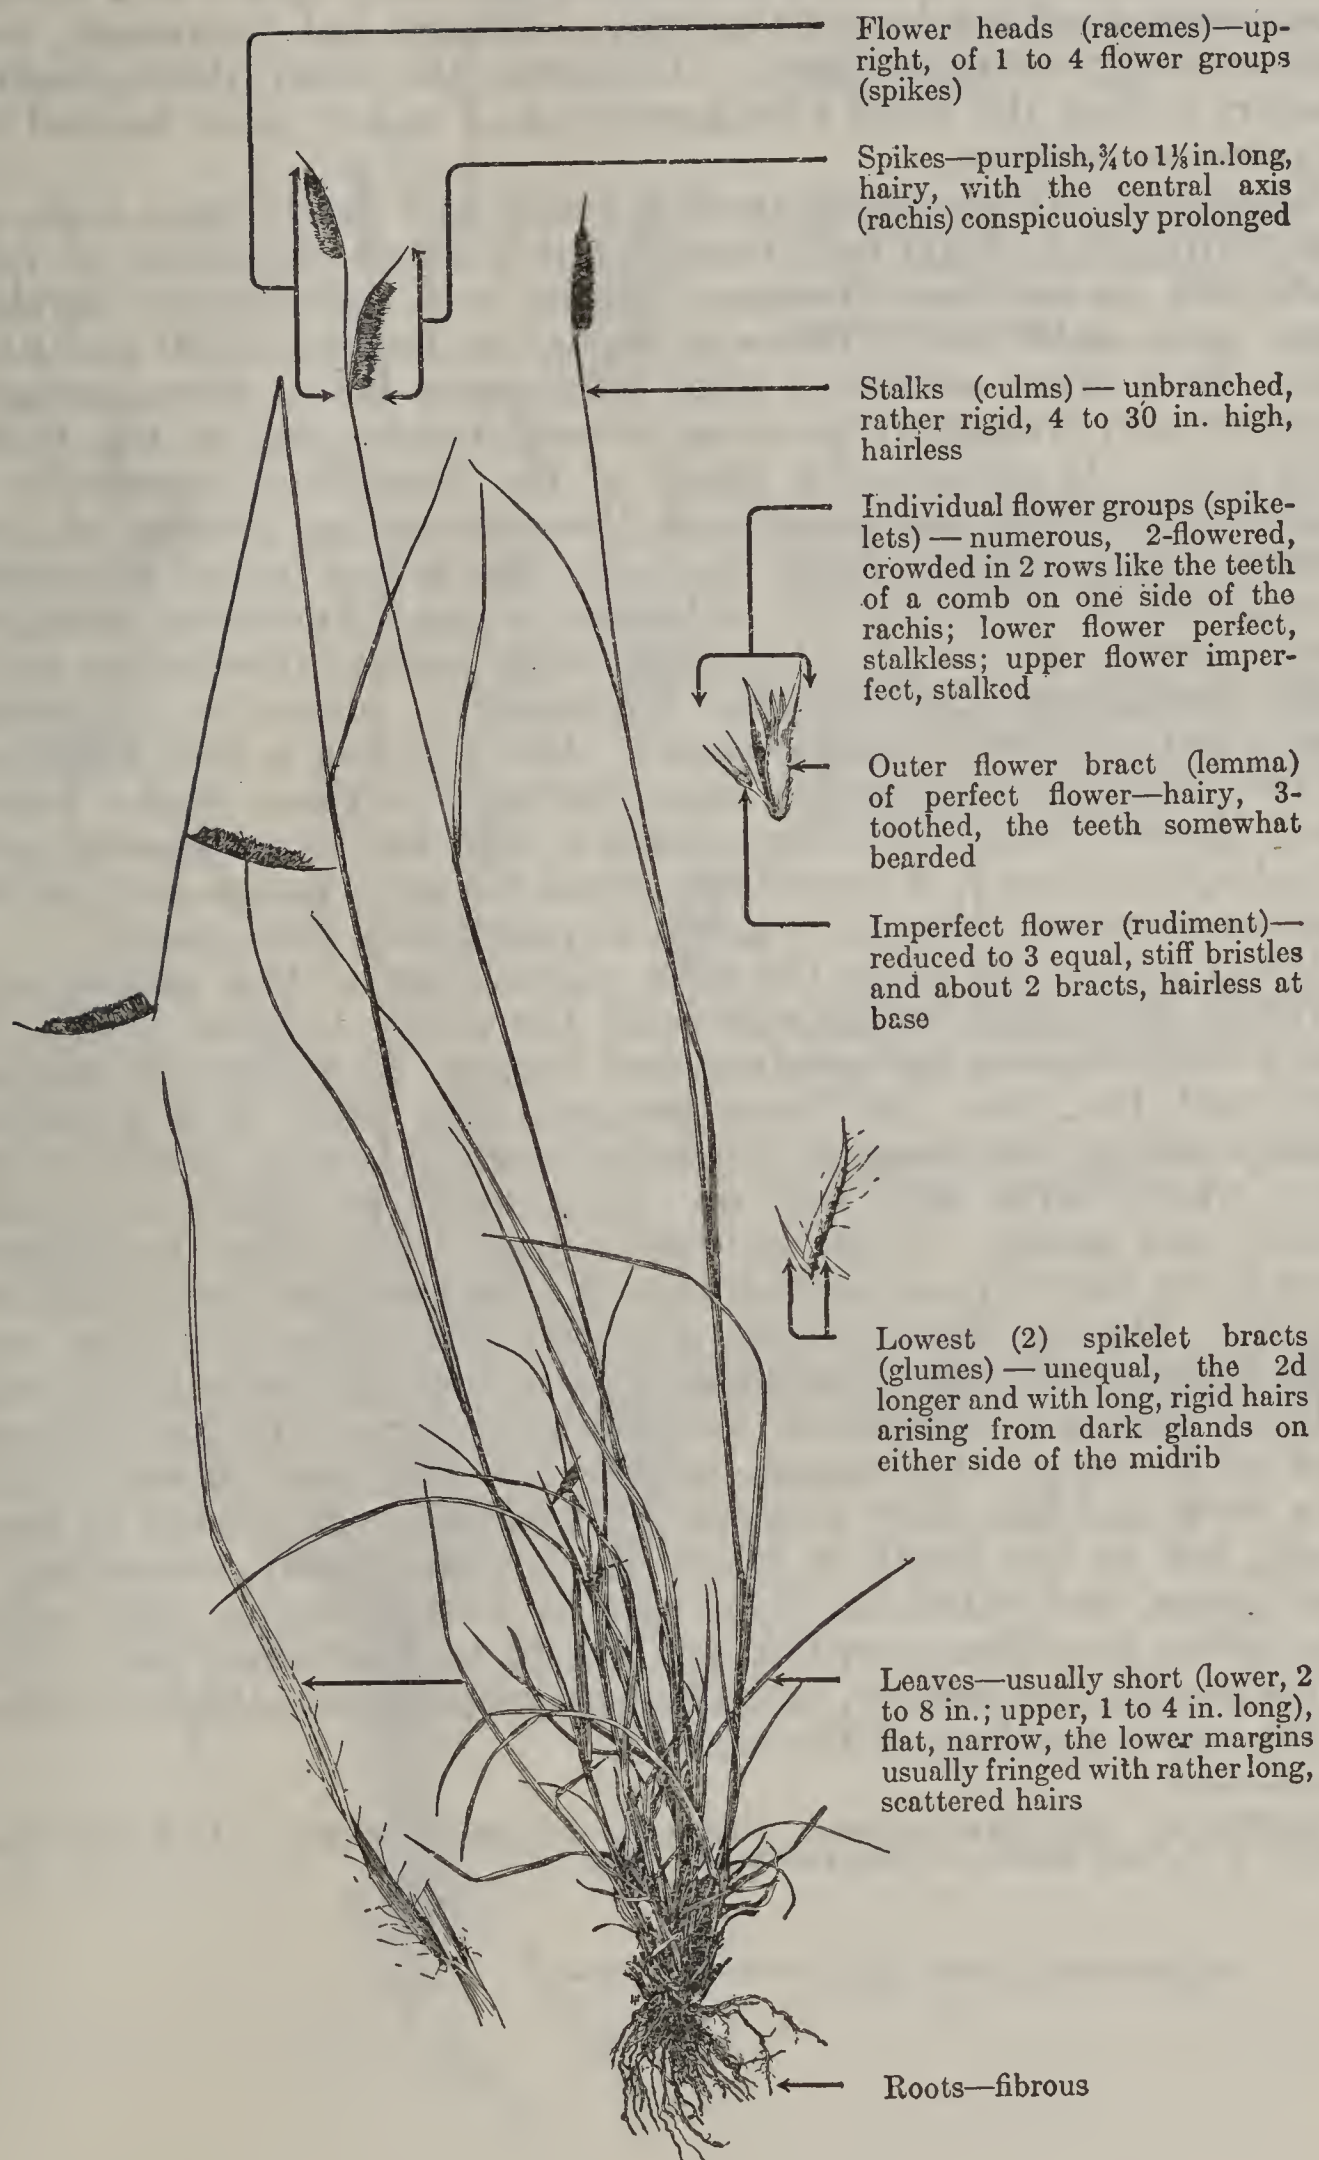 Flower heads (racemes)—up-
right, of 1 to 4 flower groups
(spikes)
Spikes—purplish, ¾ to 1⅛ in. long,
hairy, with the central axis
(rachis) conspicuously prolonged
Stalks (culms) — unbranched,
rather rigid, 4 to 30 in. high,
hairless
Individual flower groups (spike-
lets) — numerous, 2-flowered,
crowded in 2 rows like the teeth
of a comb on one side of the
rachis; lower flower perfect,
stalkless; upper flower imper-
fect, stalked
Outer flower bract (lemma)
of perfect flower—hairy, 3-
toothed, the teeth somewhat
bearded
Imperfect flower (rudiment)—
reduced to 3 equal, stiff bristles
and about 2 bracts, hairless at
base
Lowest (2) spikelet bracts
(glumes) — unequal, the 2d
longer and with long, rigid hairs
arising from dark glands on
either side of the midrib
Leaves—usually short (lower, 2
to 8 in.; upper, 1 to 4 in. long),
flat, narrow, the lower margins
usually fringed with rather long,
scattered hairs
Roots—fibrous